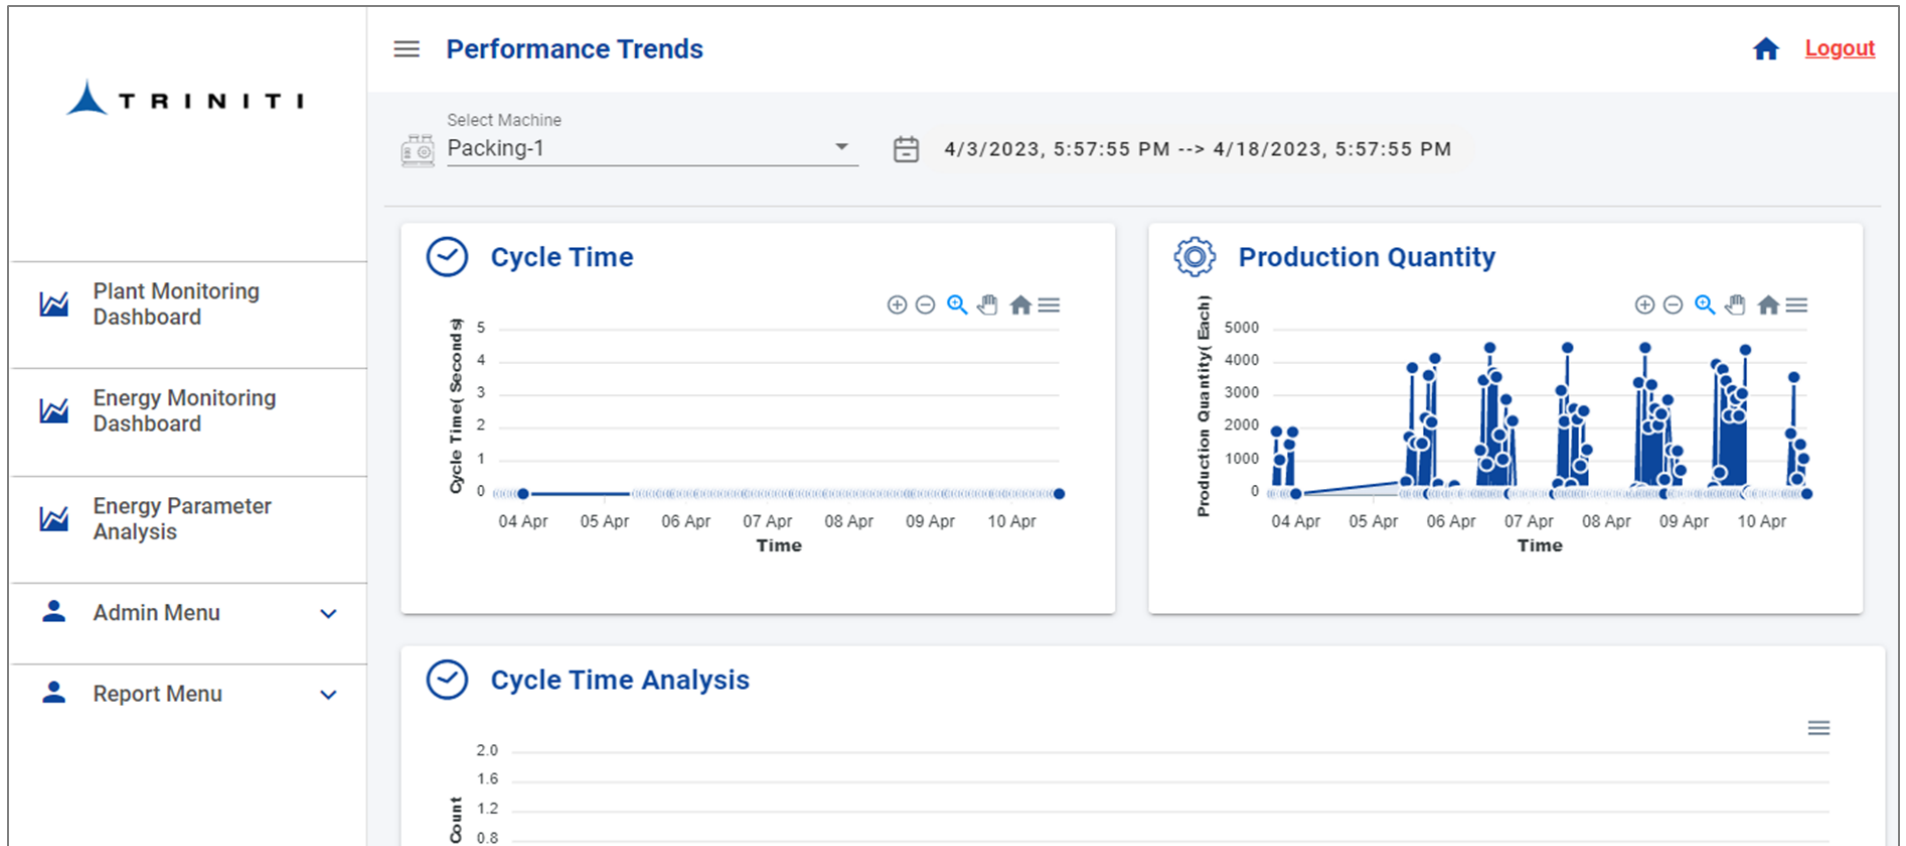 TRINITI
Performance Trends
Logout
Select Machine
Packing-1
4/3/2023, 5:57:55 PM --> 4/18/2023, 5:57:55 PM
Plant Monitoring
Dashboard
Energy Monitoring
Dashboard
Energy Parameter
Analysis
Admin Menu
Report Menu
Cycle Time
Cycle Time( Seconds)
5
4
3
2
1
0
04 Apr 05 Apr 06 Apr 07 Apr 08 Apr 09 Apr 10 Apr
Time
Production Quantity
Production Quantity( Each)
5000
4000
3000
2000
1000
0
04 Apr 05 Apr 06 Apr 07 Apr 08 Apr 09 Apr 10 Apr
Time
Cycle Time Analysis
Count
2.0
1.6
1.2
0.8